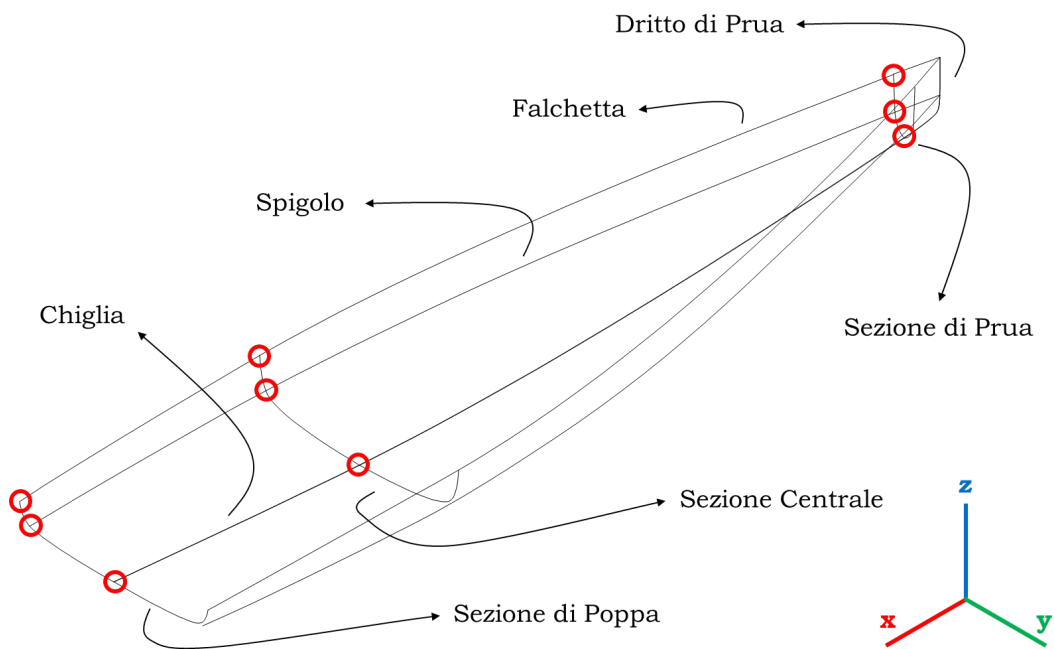 Dritto di Prua
Falchetta
Spigolo
Chiglia
Sezione di Prua
Sezione Centrale
Sezione di Poppa
z
x
y